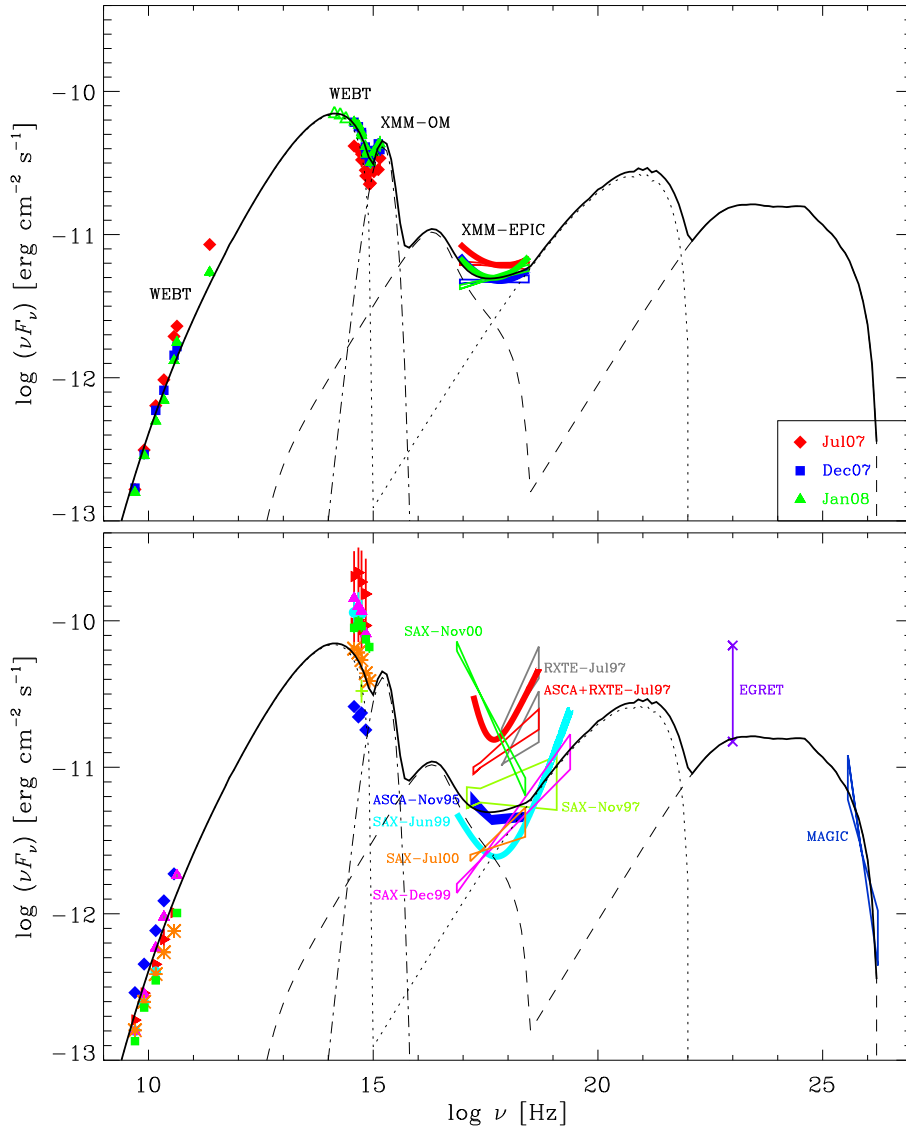 −10
−11
−12
−13
log (νFν) [erg cm⁻² s⁻¹]
WEBT
XMM−OM
XMM−EPIC
WEBT
Jul07
Dec07
Jan08
−10
−11
−12
−13
log (νFν) [erg cm⁻² s⁻¹]
SAX−Nov00
RXTE−Jul97
ASCA+RXTE−Jul97
EGRET
ASCA−Nov95
SAX−Nov97
SAX−Jun99
MAGIC
SAX−Jul00
SAX−Dec99
10
15
20
25
log ν [Hz]